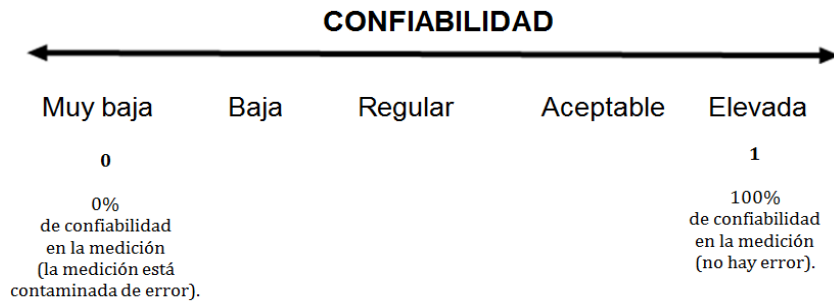 CONFIABILIDAD
Muy baja Baja Regular Aceptable Elevada
0 1
0%
de confiabilidad
en la medición
(la medición está
contaminada de error).
100%
de confiabilidad
en la medición
(no hay error).